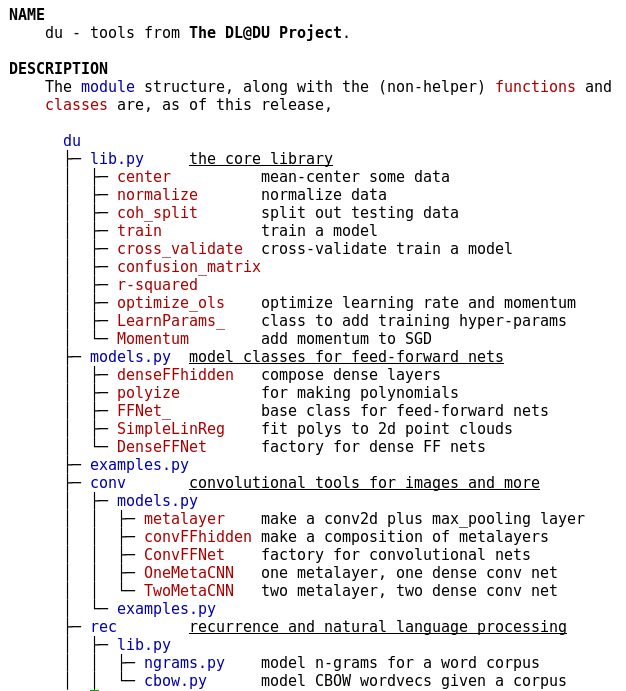 NAME
    du - tools from The DL@DU Project.

DESCRIPTION
    The module structure, along with the (non-helper) functions and
    classes are, as of this release,

      du
      ├─ lib.py     the core library
      │  ├─ center          mean-center some data
      │  ├─ normalize       normalize data
      │  ├─ coh_split       split out testing data
      │  ├─ train           train a model
      │  ├─ cross_validate  cross-validate train a model
      │  ├─ confusion_matrix
      │  ├─ r-squared
      │  ├─ optimize_ols    optimize learning rate and momentum
      │  ├─ LearnParams_    class to add training hyper-params
      │  └─ Momentum        add momentum to SGD
      ├─ models.py  model classes for feed-forward nets
      │  ├─ denseFFhidden   compose dense layers
      │  ├─ polyize         for making polynomials
      │  ├─ FFNet_          base class for feed-forward nets
      │  ├─ SimpleLinReg    fit polys to 2d point clouds
      │  └─ DenseFFNet      factory for dense FF nets
      ├─ examples.py
      ├─ conv       convolutional tools for images and more
      │  ├─ models.py
      │  │  ├─ metalayer    make a conv2d plus max_pooling layer
      │  │  ├─ convFFhidden make a composition of metalayers
      │  │  ├─ ConvFFNet    factory for convolutional nets
      │  │  ├─ OneMetaCNN   one metalayer, one dense conv net
      │  │  └─ TwoMetaCNN   two metalayer, two dense conv net
      │  └─ examples.py
      ├─ rec        recurrence and natural language processing
      │  ├─ lib.py
      │  │  ├─ ngrams.py    model n-grams for a word corpus
      │  │  └─ cbow.py      model CBOW wordvecs given a corpus